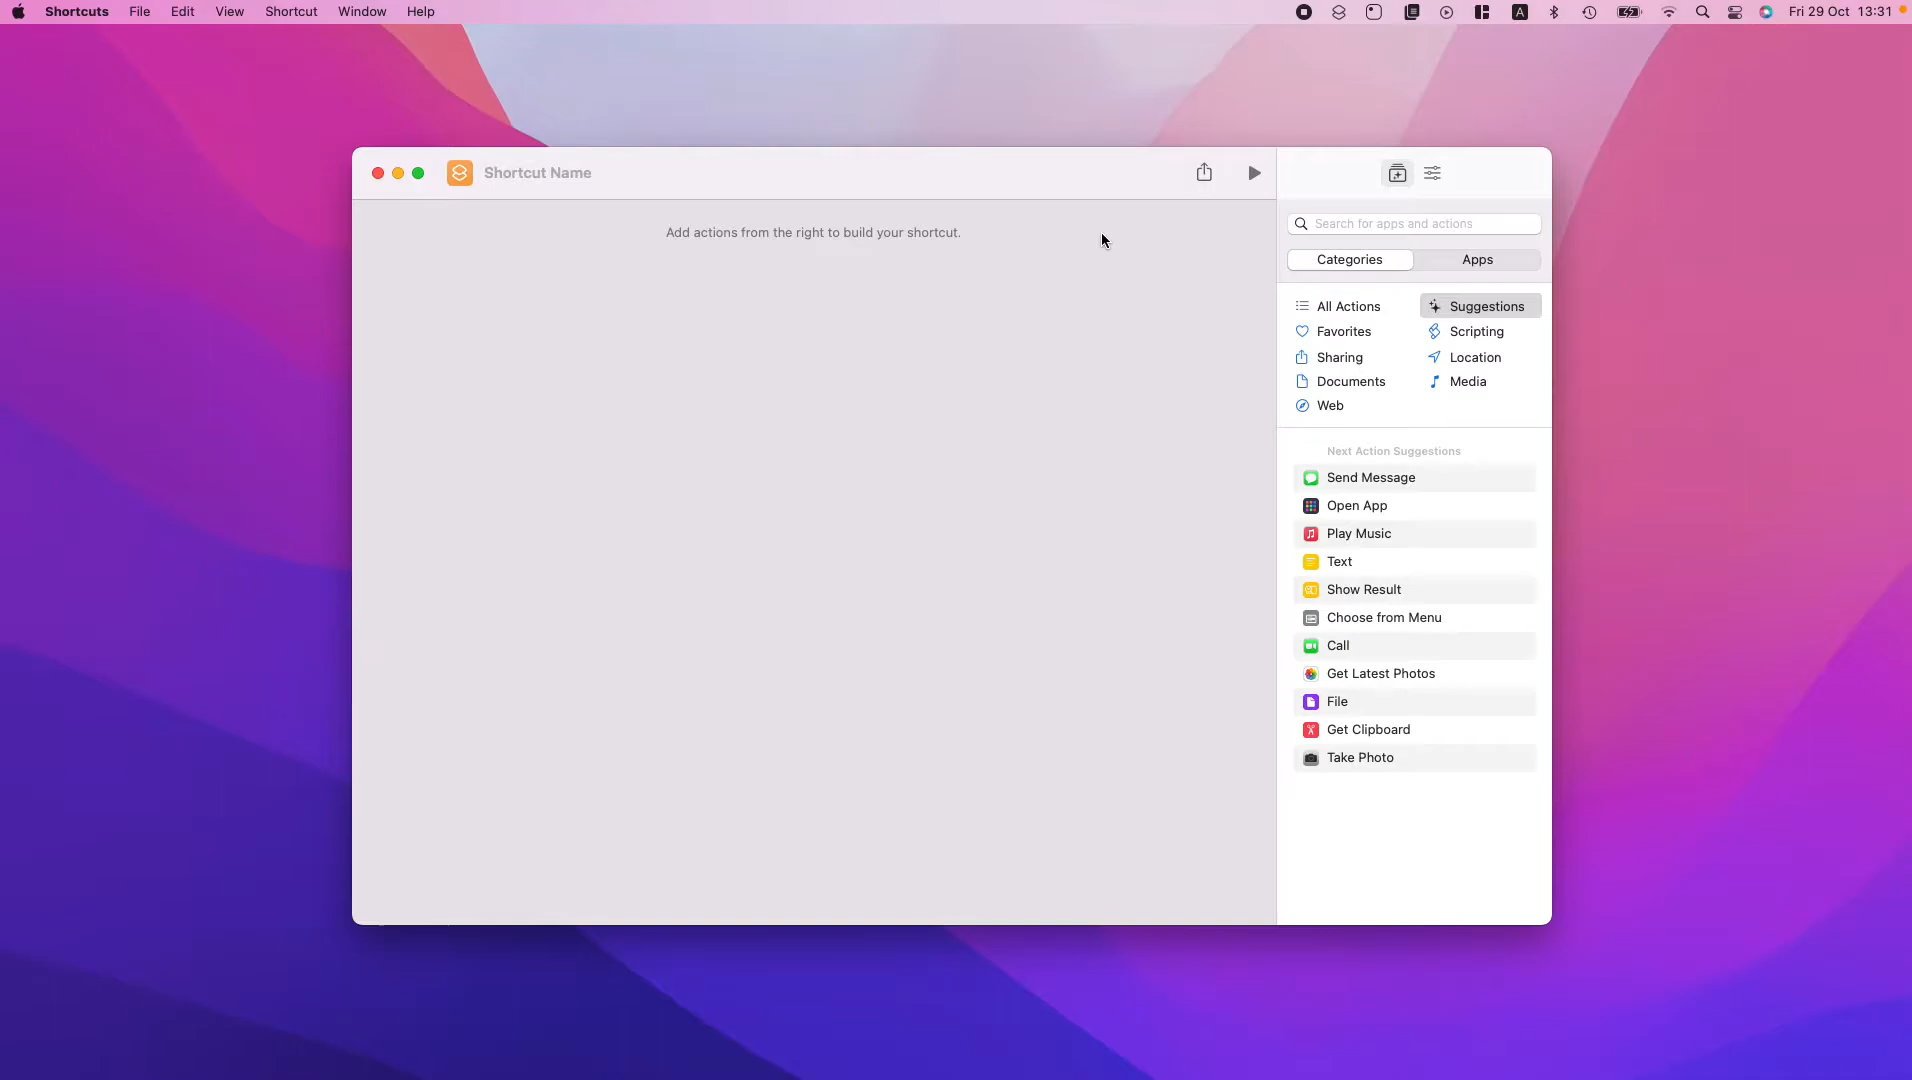 Shortcuts File Edit View Shortcut Window Help
A
Fri 29 Oct 13:31
Shortcut Name
Add actions from the right to build your shortcut.
Search for apps and actions
Categories Apps
All Actions Suggestions
Favorites Scripting
Sharing Location
Documents Media
Web
Next Action Suggestions
Send Message
Open App
Play Music
Text
Show Result
Choose from Menu
Call
Get Latest Photos
File
Get Clipboard
Take Photo